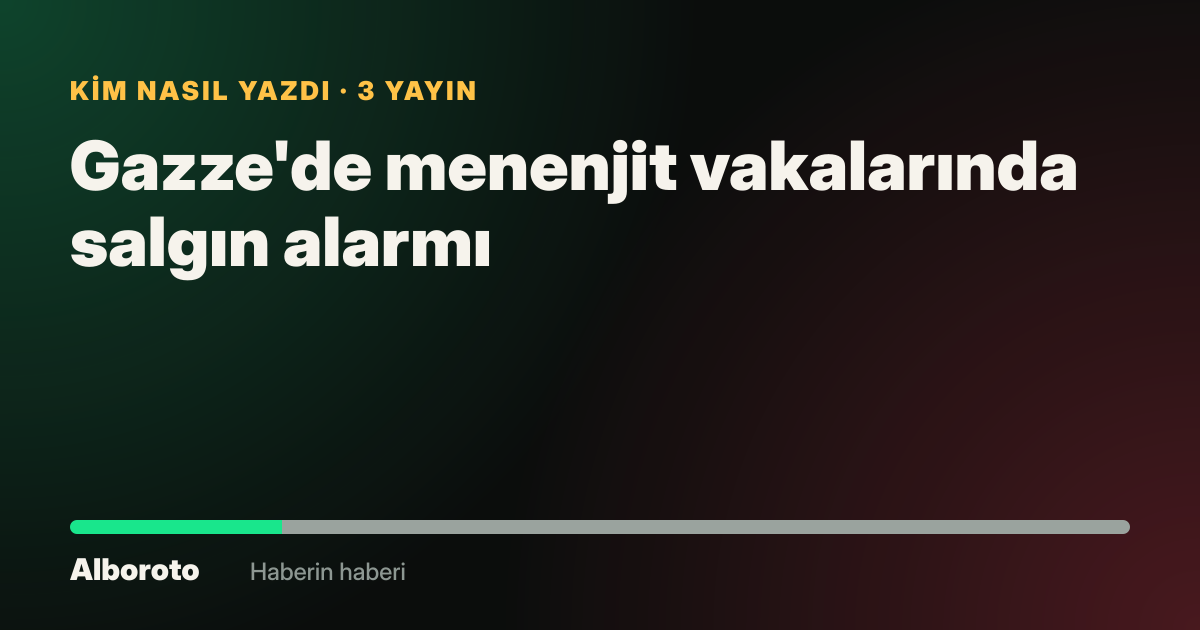 KİM NASIL YAZDI · 3 YAYIN
Gazze'de menenjit vakalarında
salgın alarmı
Alboroto
Haberin haberi